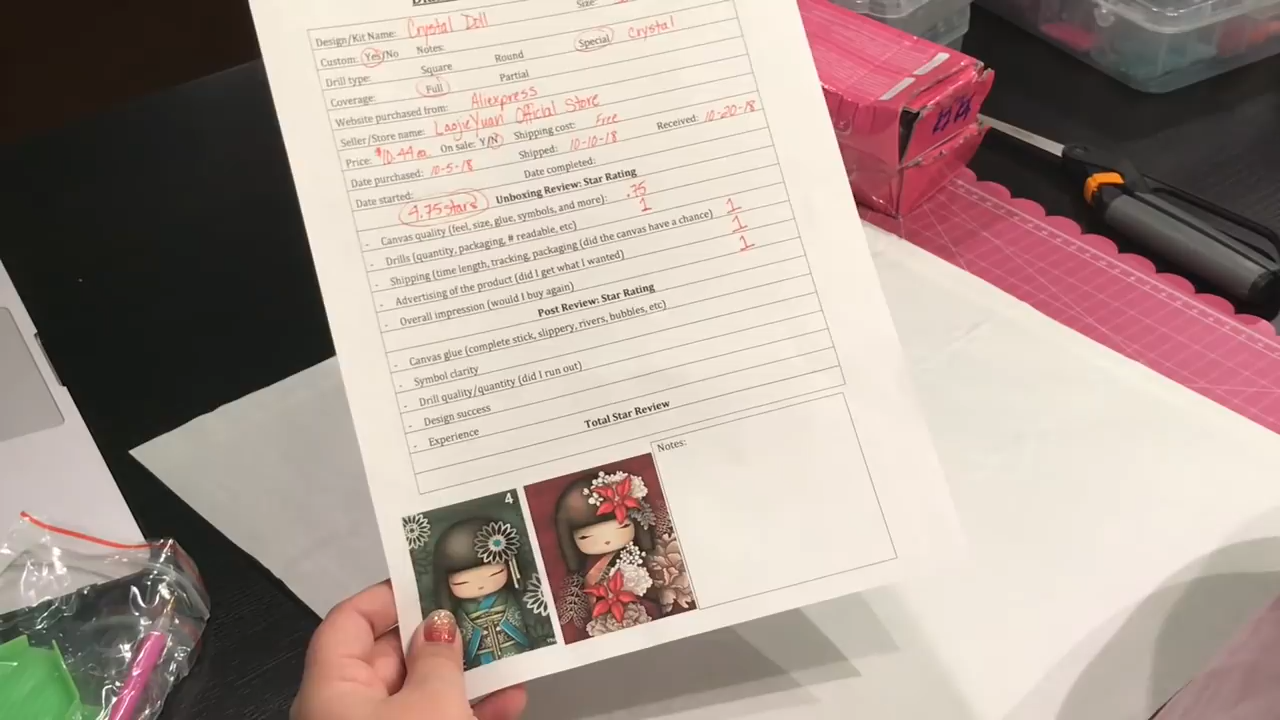 Size:
Design/Kit Name: Crystal Doll
Custom: Yes/No Notes:
Drill type: Square Round Special Crystal
Coverage: Full Partial
Website purchased from: Aliexpress
Seller/Store name: LaojieYuan Official Store
Price: $10.44 ea. On sale: Y/N Shipping cost: Free
Date purchased: 10-5-18 Shipped: 10-10-18 Received: 10-20-18
Date started: Date completed:
4.75 stars Unboxing Review: Star Rating
- Canvas quality (feel, size, glue, symbols, and more): .75
- Drills (quantity, packaging, # readable, etc) 1
- Shipping (time length, tracking, packaging (did the canvas have a chance) 1
- Advertising of the product (did I get what I wanted) 1
- Overall impression (would I buy again) 1
Post Review: Star Rating
- Canvas glue (complete stick, slippery, rivers, bubbles, etc)
- Symbol clarity
- Drill quality/quantity (did I run out)
- Design success
- Experience
Total Star Review
Notes:
4